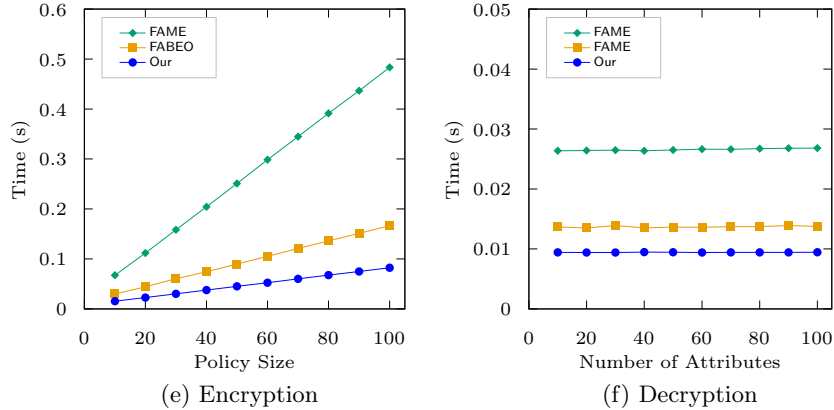 0.6
0.5
0.4
0.3
0.2
0.1
0
Time (s)
FAME
FABEO
Our
0 20 40 60 80 100
Policy Size
(e) Encryption
0.05
0.04
0.03
0.02
0.01
0
Time (s)
FAME
FAME
Our
0 20 40 60 80 100
Number of Attributes
(f) Decryption